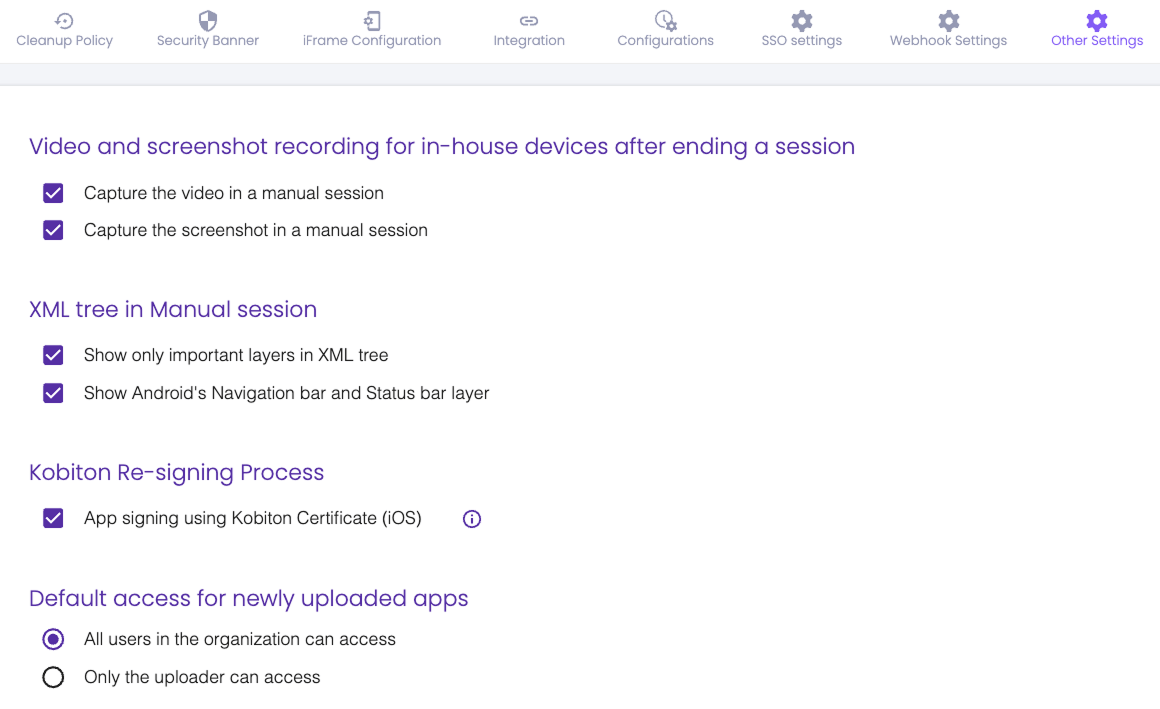 Cleanup Policy
Security Banner
iFrame Configuration
Integration
Configurations
SSO settings
Webhook Settings
Other Settings
Video and screenshot recording for in-house devices after ending a session
Capture the video in a manual session
Capture the screenshot in a manual session
XML tree in Manual session
Show only important layers in XML tree
Show Android's Navigation bar and Status bar layer
Kobiton Re-signing Process
App signing using Kobiton Certificate (iOS)
Default access for newly uploaded apps
All users in the organization can access
Only the uploader can access